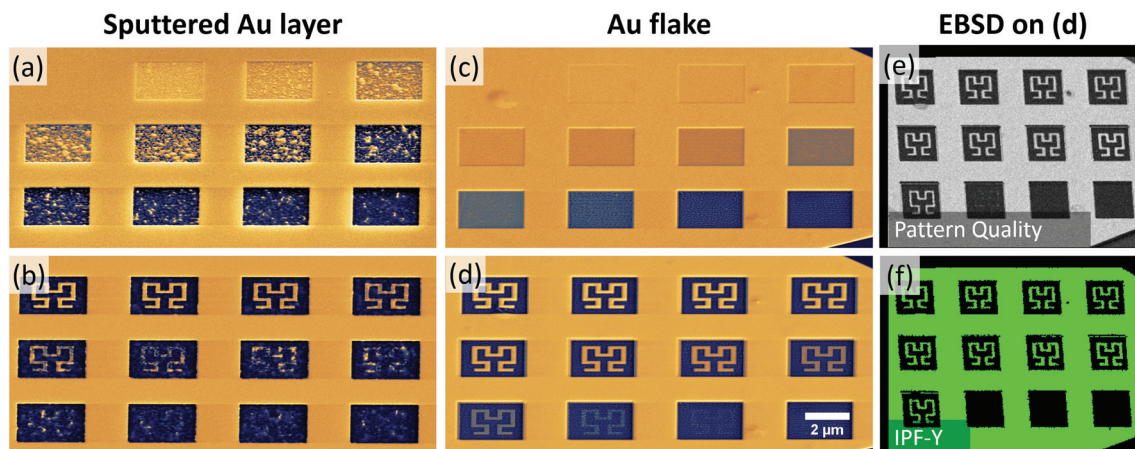 Sputtered Au layer
Au flake
EBSD on (d)
(a)
(c)
(e)
Pattern Quality
(b)
(d)
(f)
2 µm
IPF-Y